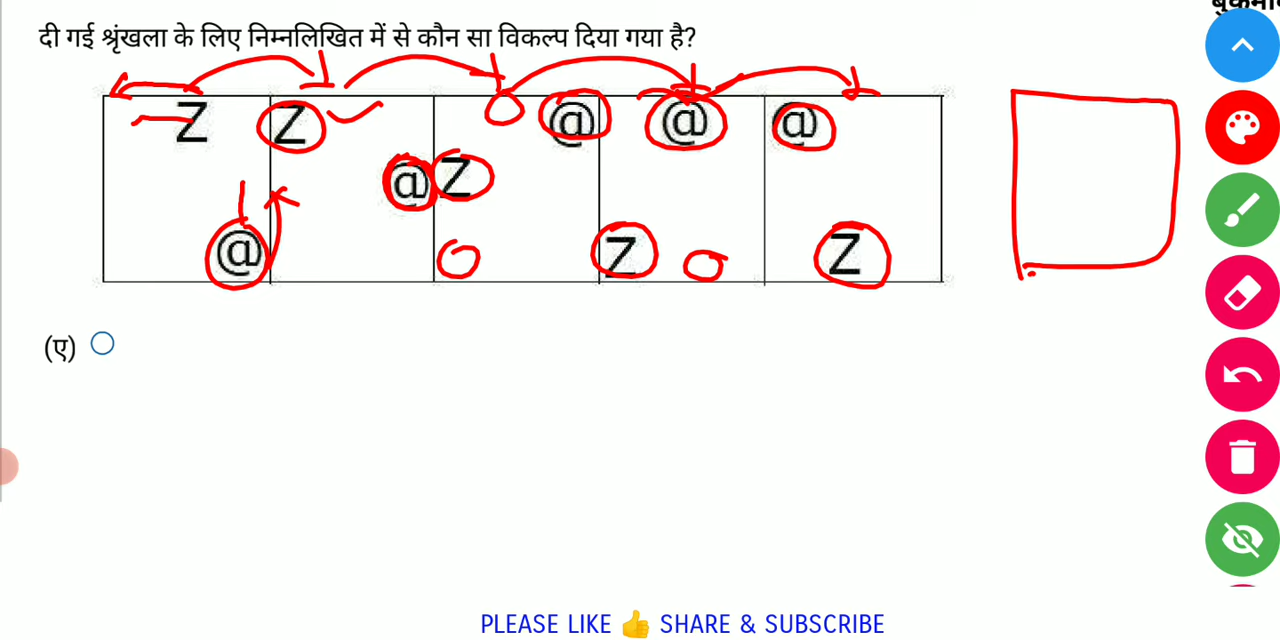 दी गई श्रृंखला के लिए निम्नलिखित में से कौन सा विकल्प दिया गया है?
Z Z @ @ @
@ Z
@ Z Z
(ए)
PLEASE LIKE 👍 SHARE & SUBSCRIBE